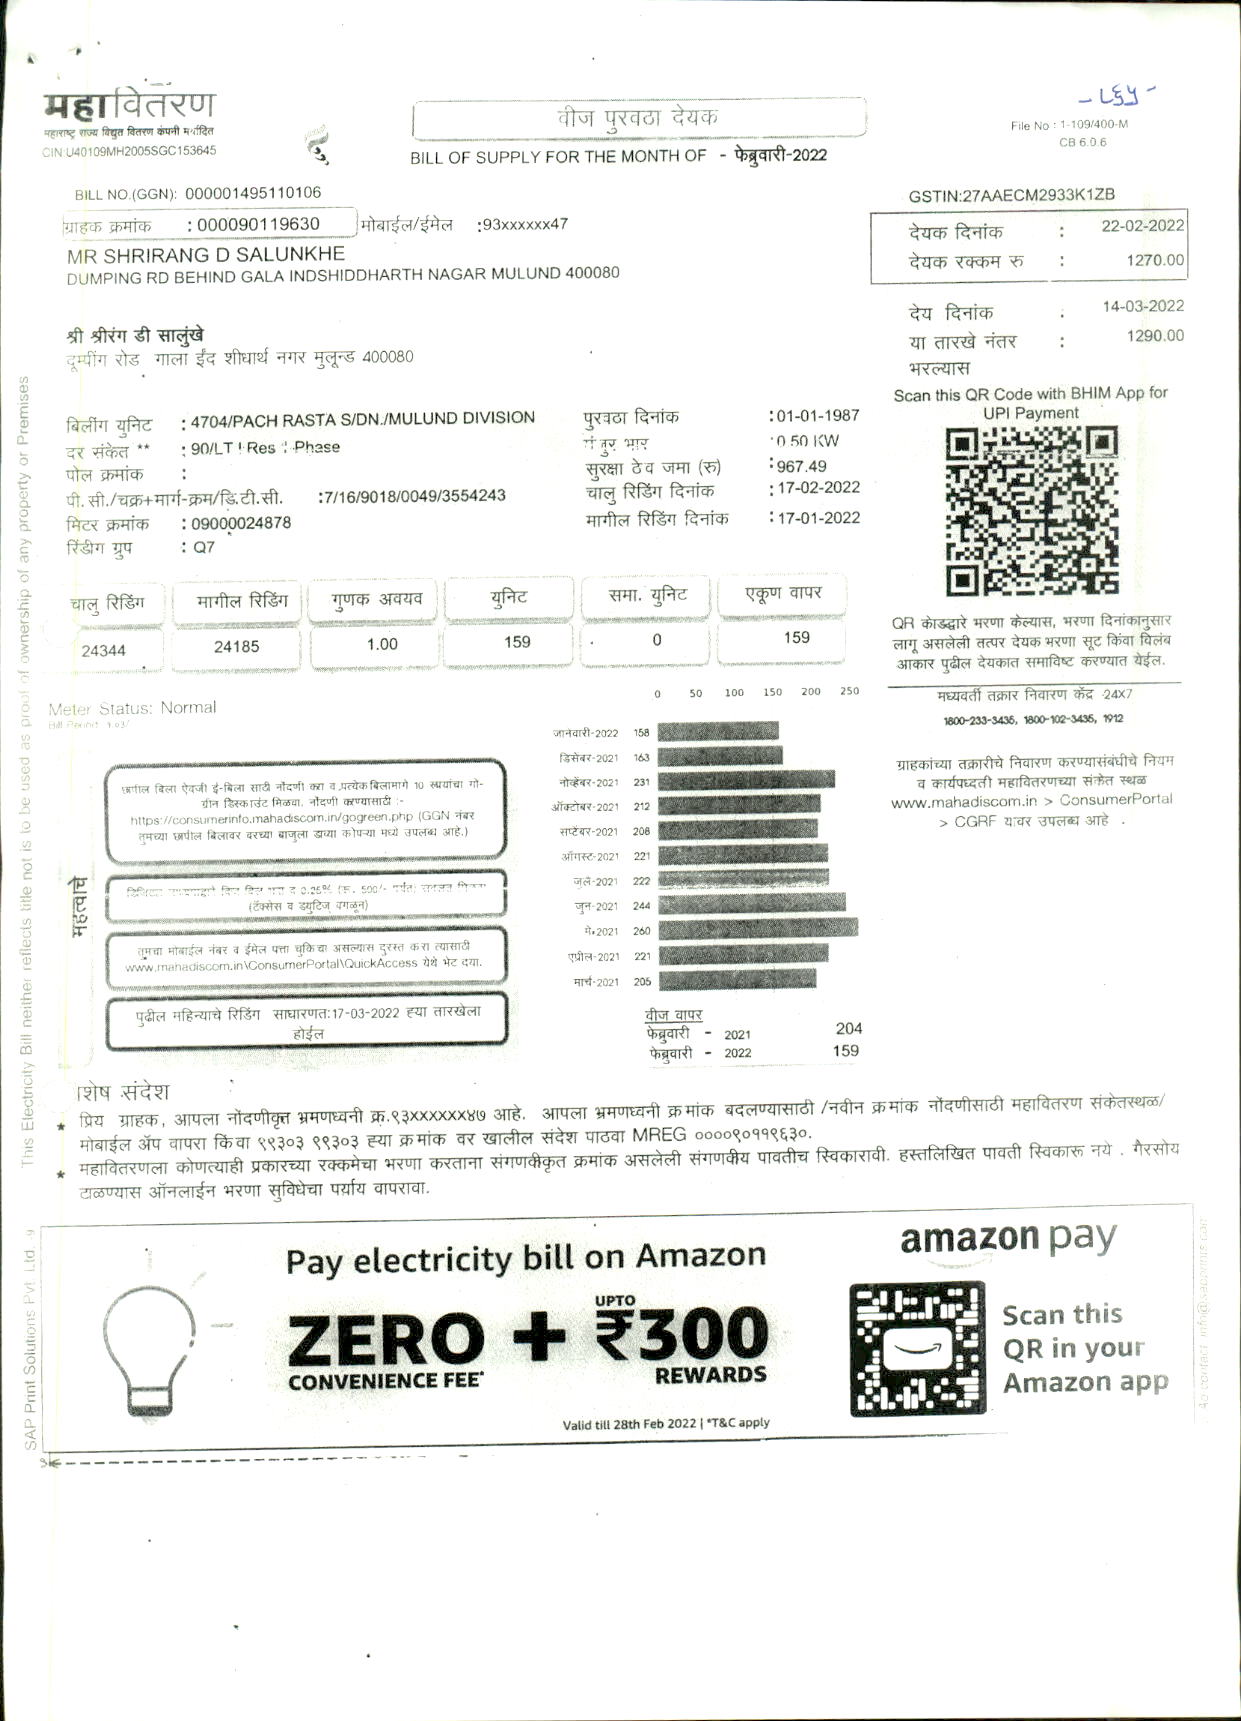 महावितरण
महाराष्ट्र राज्य विद्युत वितरण कंपनी मर्यादित
CIN:U40109MH2005SGC153645
वीज पुरवठा देयक
BILL OF SUPPLY FOR THE MONTH OF - फेब्रुवारी-2022
File No : 1-109/400-M
CB 6.0.6
BILL NO.(GGN): 000001495110106
GSTIN:27AAECM2933K1ZB
ग्राहक क्रमांक : 000090119630 मोबाईल/ईमेल :93xxxxxx47
MR SHRIRANG D SALUNKHE
DUMPING RD BEHIND GALA INDSHIDDHARTH NAGAR MULUND 400080
देयक दिनांक : 22-02-2022
देयक रक्कम रु : 1270.00
देय दिनांक : 14-03-2022
या तारखे नंतर : 1290.00
भरल्यास
श्री श्रीरंग डी सालुंखे
दूम्पींग रोड गाला ईंद शीधार्थ नगर मुलून्ड 400080
Scan this QR Code with BHIM App for
UPI Payment
बिलींग युनिट : 4704/PACH RASTA S/DN./MULUND DIVISION
दर संकेत ** : 90/LT I Res Phase
पोल क्रमांक :
पी.सी./चक्र+मार्ग-क्रम/डि.टी.सी. :7/16/9018/0049/3554243
मिटर क्रमांक : 09000024878
रिडींग ग्रुप : Q7
पुरवठा दिनांक : 01-01-1987
भार 0.50 KW
सुरक्षा ठेव जमा (रु) : 967.49
चालु रिडिंग दिनांक : 17-02-2022
मागील रिडिंग दिनांक : 17-01-2022
चालु रिडिंग मागील रिडिंग गुणक अवयव युनिट समा. युनिट एकूण वापर
24344 24185 1.00 159 0 159
QR कोडद्वारे भरणा केल्यास, भरणा दिनांकानुसार
लागू असलेली तत्पर देयक भरणा सूट किंवा विलंब
आकार पुढील देयकात समाविष्ट करण्यात येईल.
मध्यवर्ती तक्रार निवारण केंद्र 24X7
1800-233-3435, 1800-102-3435, 1912
ग्राहकांच्या तक्रारीचे निवारण करण्यासंबंधीचे नियम
व कार्यपध्दती महावितरणच्या संकेत स्थळ
www.mahadiscom.in > ConsumerPortal
> CGRF यावर उपलब्ध आहे .
Meter Status: Normal
0 50 100 150 200 250
जानेवारी-2022 158
डिसेंबर-2021 163
नोव्हेंबर-2021 231
ऑक्टोबर-2021 212
सप्टेंबर-2021 208
ऑगस्ट-2021 221
जुलै-2021 222
जुन-2021 244
मे-2021 260
एप्रील-2021 221
मार्च-2021 205
वीज वापर
फेब्रुवारी - 2021 204
फेब्रुवारी - 2022 159
महत्वाचे
छापील बिला ऐवजी ई-बिला साठी नोंदणी करा व प्रत्येक बिलामागे 10 रुपयांचा गो-
ग्रीन डिस्काउंट मिळवा. नोंदणी करण्यासाठी :-
https://consumerinfo.mahadiscom.in/gogreen.php (GGN नंबर
तुमच्या छापील बिलावर वरच्या बाजुला डाव्या कोपऱ्या मध्ये उपलब्ध आहे.)
0.25% (रु. 500/- पर्यंत)
(टॅक्सेस व ड्युटिज् वगळून)
तुमचा मोबाईल नंबर व ईमेल पत्ता चुकिचा असल्यास दुरस्त करा त्यासाठी
www.mahadiscom.in\ConsumerPortal\QuickAccess येथे भेट दया.
पुढील महिन्याचे रिडिंग साधारणत:17-03-2022 ह्या तारखेला
होईल
विशेष संदेश
* प्रिय ग्राहक, आपला नोंदणीकृत भ्रमणध्वनी क्र.९३XXXXXX४७ आहे. आपला भ्रमणध्वनी क्रमांक बदलण्यासाठी /नवीन क्रमांक नोंदणीसाठी महावितरण संकेतस्थळ/
मोबाईल ॲप वापरा किंवा ९९३०३ ९९३०३ ह्या क्रमांक वर खालील संदेश पाठवा MREG ००००९०११९६३०.
* महावितरणला कोणत्याही प्रकारच्या रक्कमेचा भरणा करताना संगणकीकृत क्रमांक असलेली संगणकीय पावतीच स्विकारावी. हस्तलिखित पावती स्विकारू नये . गैरसोय
टाळण्यास ऑनलाईन भरणा सुविधेचा पर्याय वापरावा.
This Electricity Bill neither reflects title not is to be used as proof of ownership of any property or Premises
SAP Print Solutions Pvt. Ltd.
Pay electricity bill on Amazon
ZERO + UPTO ₹300
CONVENIENCE FEE* REWARDS
Valid till 28th Feb 2022 | *T&C apply
amazon pay
Scan this
QR in your
Amazon app